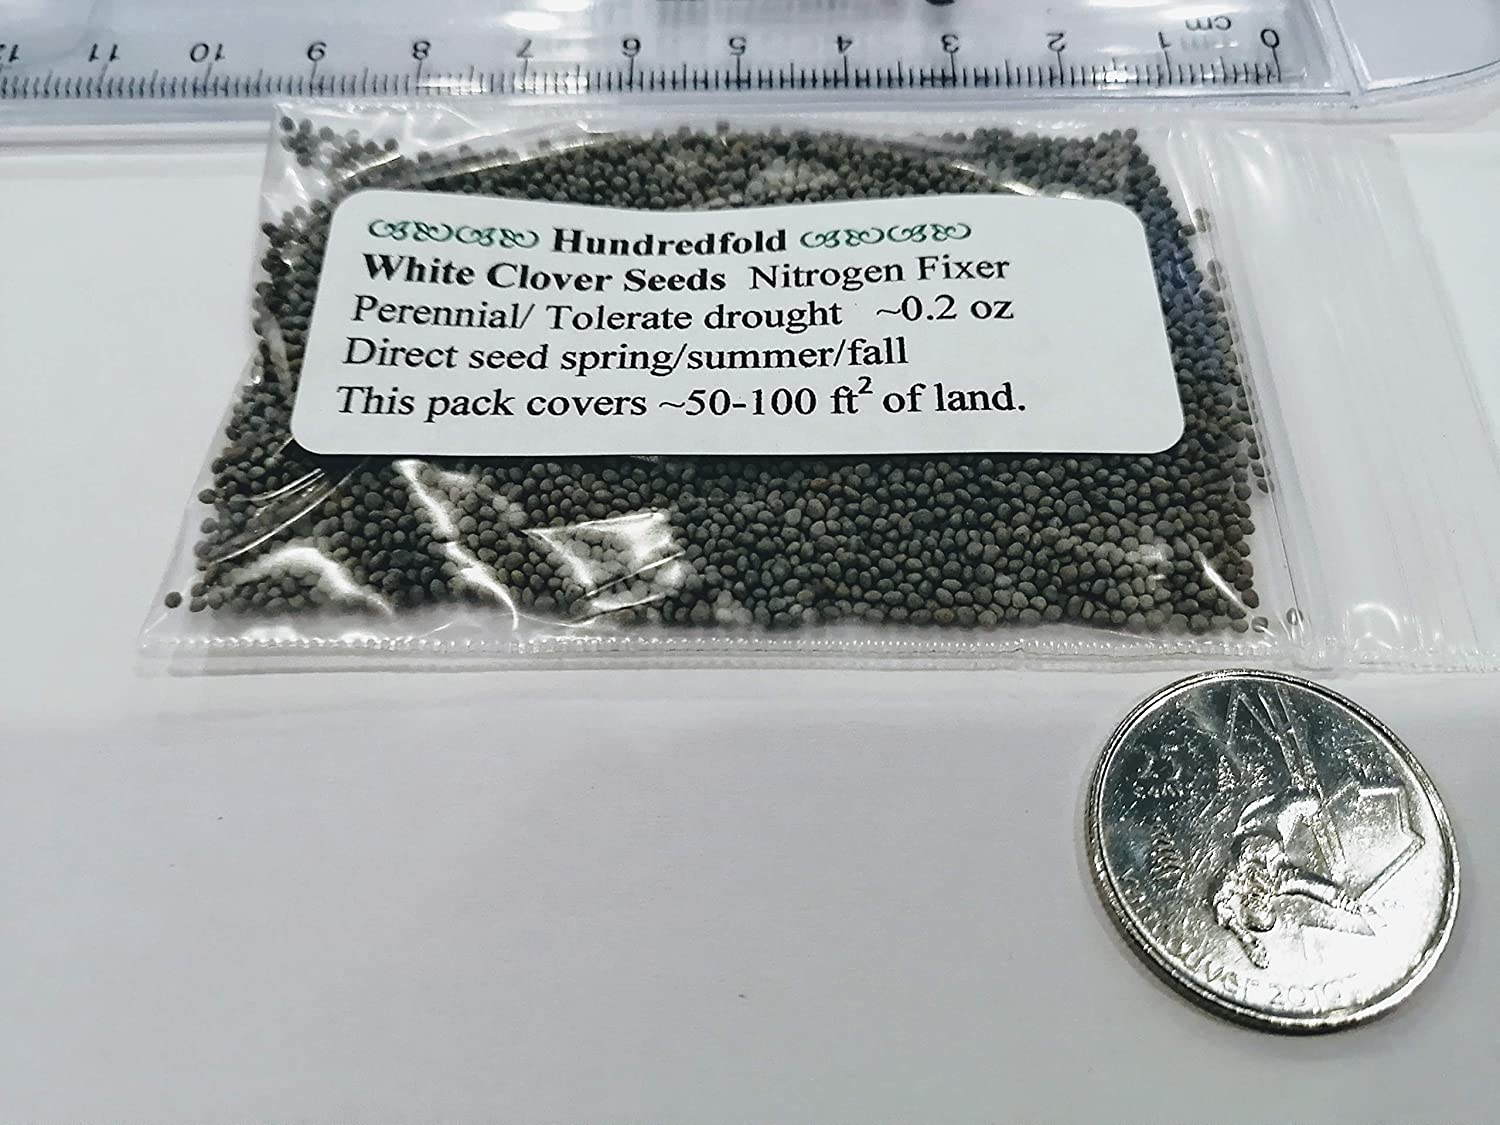 12 11 10 9 8 7 6 5 4 3 2 1 cm 0
Hundredfold
White Clover Seeds Nitrogen Fixer
Perennial/ Tolerate drought ~0.2 oz
Direct seed spring/summer/fall
This pack covers ~50-100 ft² of land.
25
2010